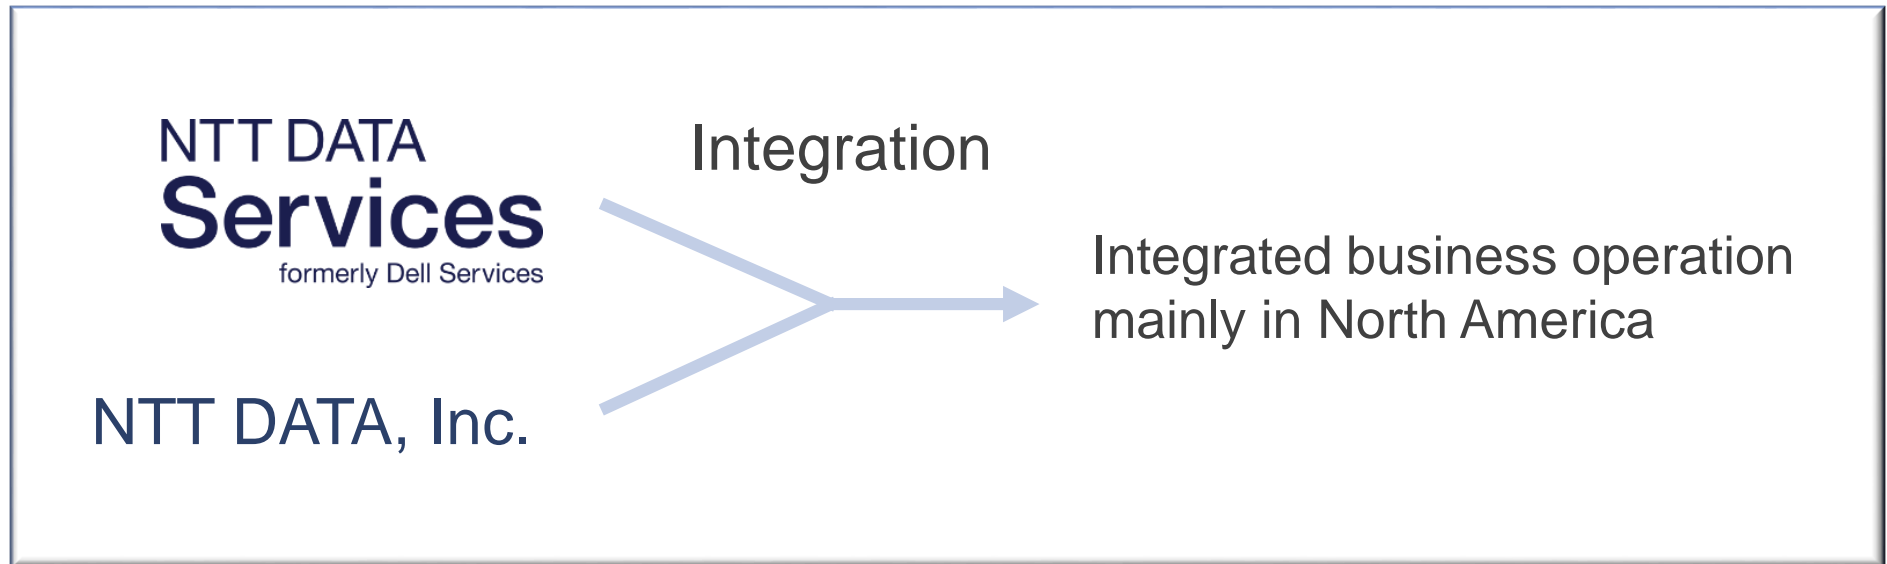 NTT DATA
Services
formerly Dell Services
Integration
NTT DATA, Inc.
Integrated business operation
mainly in North America